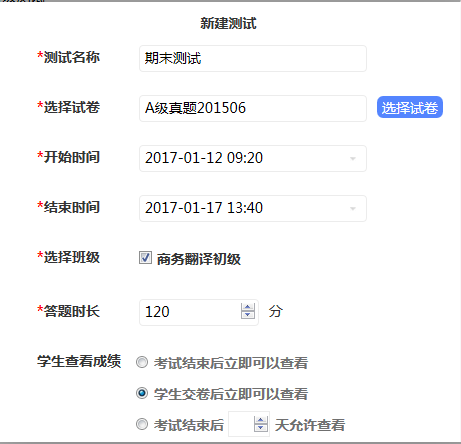 新建测试
*测试名称 期末测试
*选择试卷 A级真题201506 选择试卷
*开始时间 2017-01-12 09:20
*结束时间 2017-01-17 13:40
*选择班级 商务翻译初级
*答题时长 120 分
学生查看成绩 考试结束后立即可以查看
学生交卷后立即可以查看
考试结束后 天允许查看